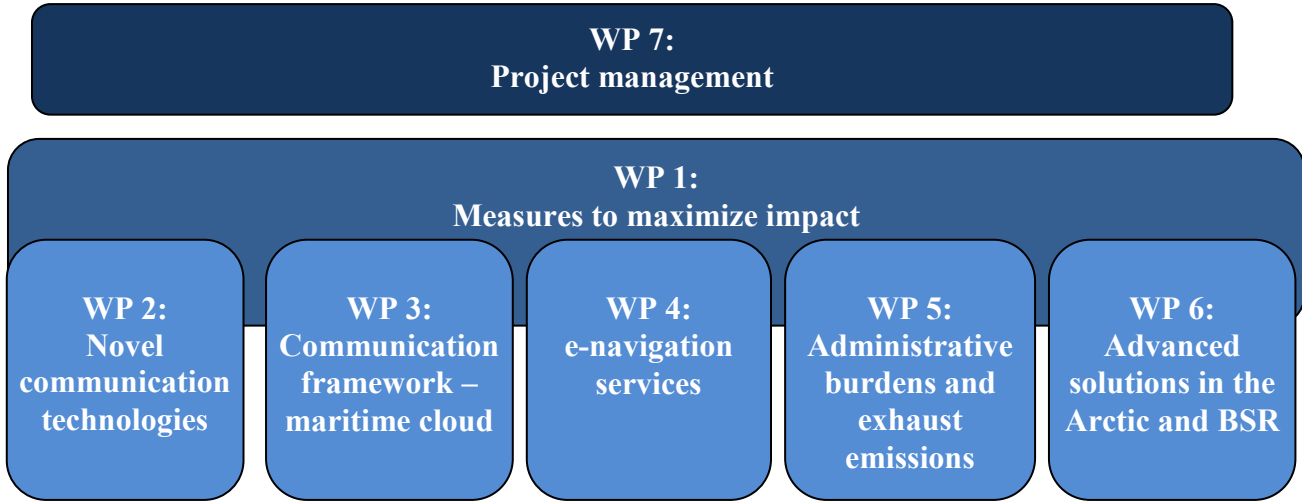 WP 7:
Project management
WP 1:
Measures to maximize impact
WP 2:
Novel
communication
technologies
WP 3:
Communication
framework –
maritime cloud
WP 4:
e-navigation
services
WP 5:
Administrative
burdens and
exhaust
emissions
WP 6:
Advanced
solutions in the
Arctic and BSR